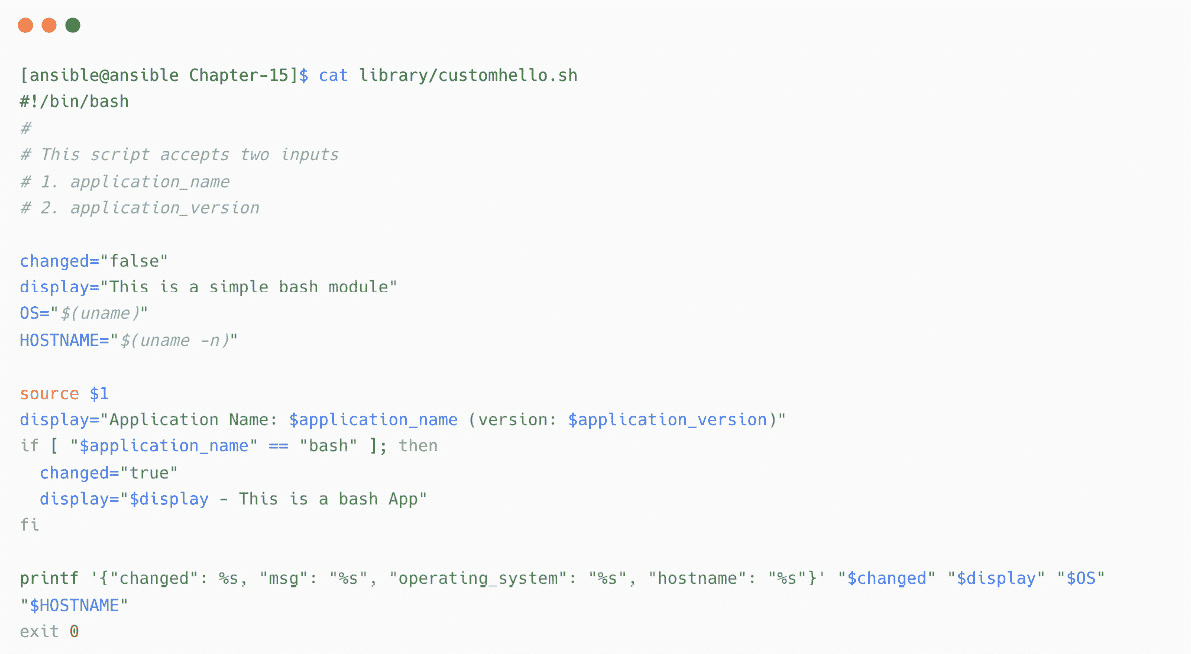 [ansible@ansible Chapter-15]$ cat library/customhello.sh
#!/bin/bash
#
# This script accepts two inputs
# 1. application_name
# 2. application_version

changed="false"
display="This is a simple bash module"
OS="$(uname)"
HOSTNAME="$(uname -n)"

source $1
display="Application Name: $application_name (version: $application_version)"
if [ "$application_name" == "bash" ]; then
  changed="true"
  display="$display - This is a bash App"
fi

printf '{"changed": %s, "msg": "%s", "operating_system": "%s", "hostname": "%s"}' "$changed" "$display" "$OS"
"$HOSTNAME"
exit 0